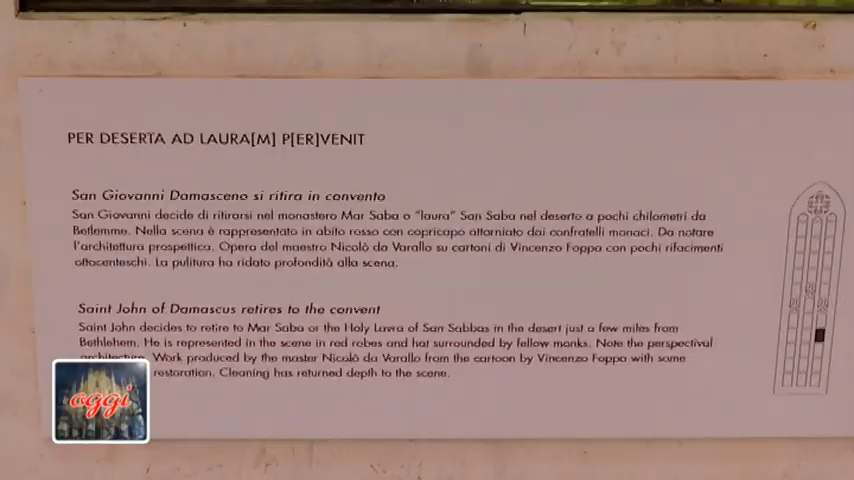 PER DESERTA AD LAURA[M] P[ER]VENIT
San Giovanni Damasceno si ritira in convento
San Giovanni decide di ritirarsi nel monastero Mar Saba o "laura" San Saba nel deserto a pochi chilometri da
Betlemme. Nella scena è rappresentato in abito rosso con copricapo attorniato dai confratelli monaci. Da notare
l'architettura prospettica. Opera del maestro Nicolò da Varallo su cartoni di Vincenzo Foppa con pochi rifacimenti
ottocenteschi. La pulitura ha ridato profondità alla scena.
Saint John of Damascus retires to the convent
Saint John decides to retire to Mar Saba or the Holy Lavra of San Sabbas in the desert just a few miles from
Bethlehem. He is represented in the scene in red robes and hat surrounded by fellow monks. Note the perspectival
architecture. Work produced by the master Nicolò da Varallo from the cartoon by Vincenzo Foppa with some
restoration. Cleaning has returned depth to the scene.
oggi